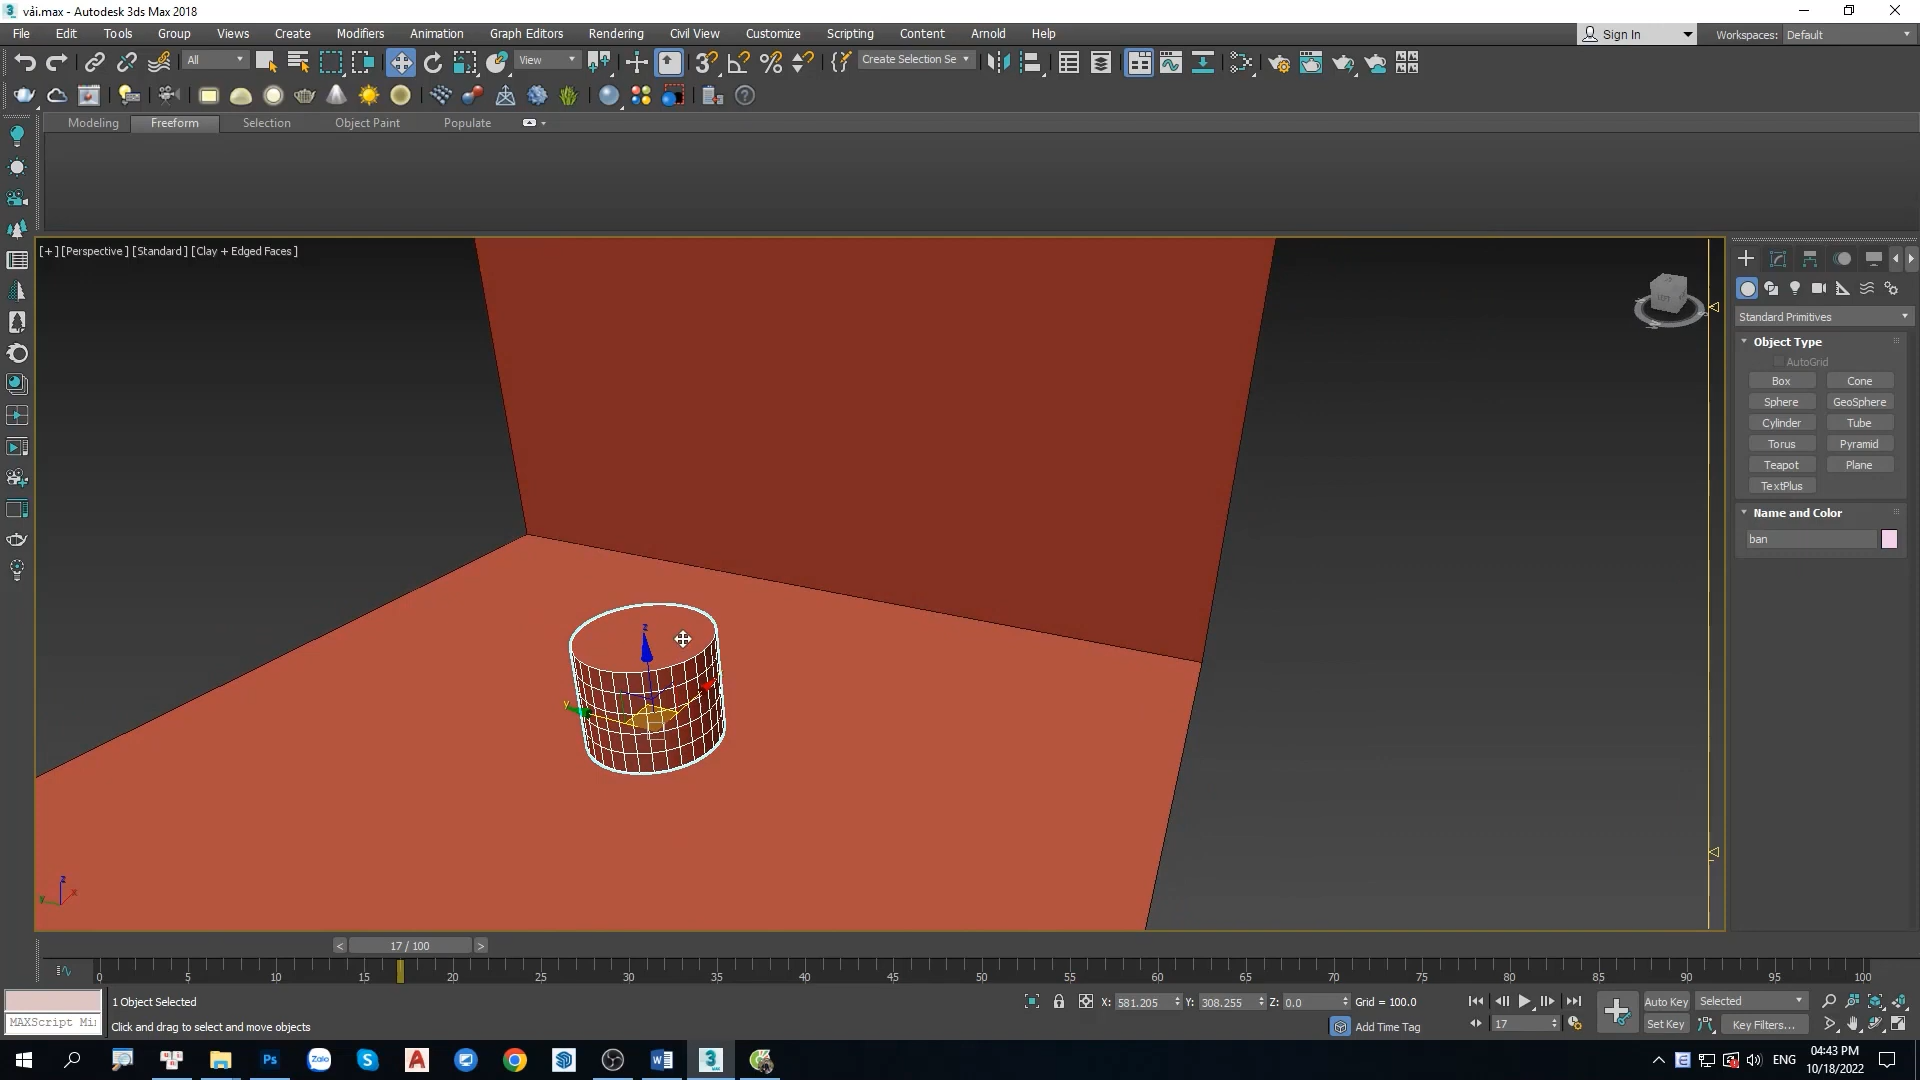 vải.max - Autodesk 3ds Max 2018
File Edit Tools Group Views Create Modifiers Animation Graph Editors Rendering Civil View Customize Scripting Content Arnold Help
Sign In Workspaces: Default
All View Create Selection Se
Modeling Freeform Selection Object Paint Populate
[+] [Perspective ] [Standard ] [Clay + Edged Faces ]
Standard Primitives
Object Type
AutoGrid
Box Cone
Sphere GeoSphere
Cylinder Tube
Torus Pyramid
Teapot Plane
TextPlus
Name and Color
ban
z
y
z
x
y
< 17 / 100 >
0 5 10 15 20 25 30 35 40 45 50 55 60 65 70 75 80 85 90 95 100
1 Object Selected X: 581.205 Y: 308.255 Z: 0.0 Grid = 100.0 Auto Key Selected
MAXScript Mi Click and drag to select and move objects Add Time Tag 17 Set Key Key Filters...
Ps Zalo S A W 3 ENG
04:43 PM
10/18/2022